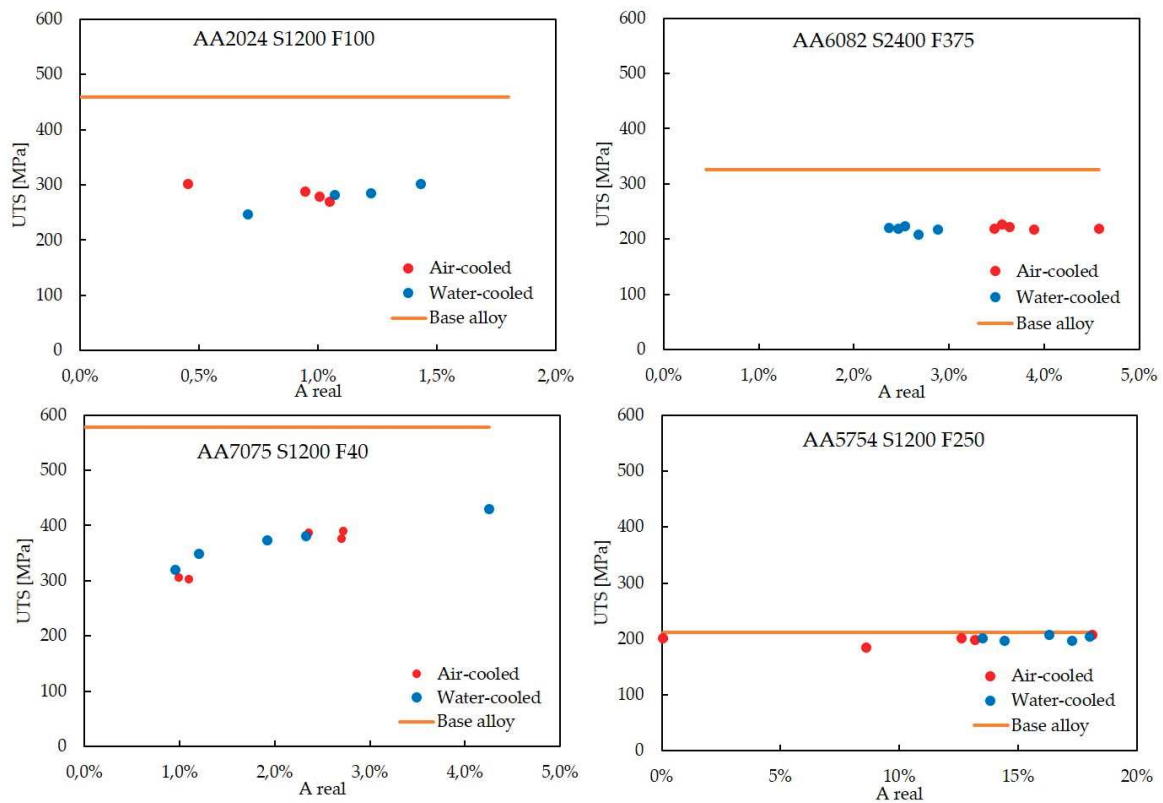 AA2024 S1200 F100
600
500
400
300
200
100
0
UTS [MPa]
Air-cooled
Water-cooled
Base alloy
0,0%
0,5%
1,0%
1,5%
2,0%
A real
AA6082 S2400 F375
600
500
400
300
200
100
0
UTS [MPa]
Air-cooled
Water-cooled
Base alloy
0,0%
1,0%
2,0%
3,0%
4,0%
5,0%
A real
AA7075 S1200 F40
600
500
400
300
200
100
0
UTS [MPa]
Air-cooled
Water-cooled
Base alloy
0,0%
1,0%
2,0%
3,0%
4,0%
5,0%
A real
AA5754 S1200 F250
600
500
400
300
200
100
0
UTS [MPa]
Air-cooled
Water-cooled
Base alloy
0%
5%
10%
15%
20%
A real